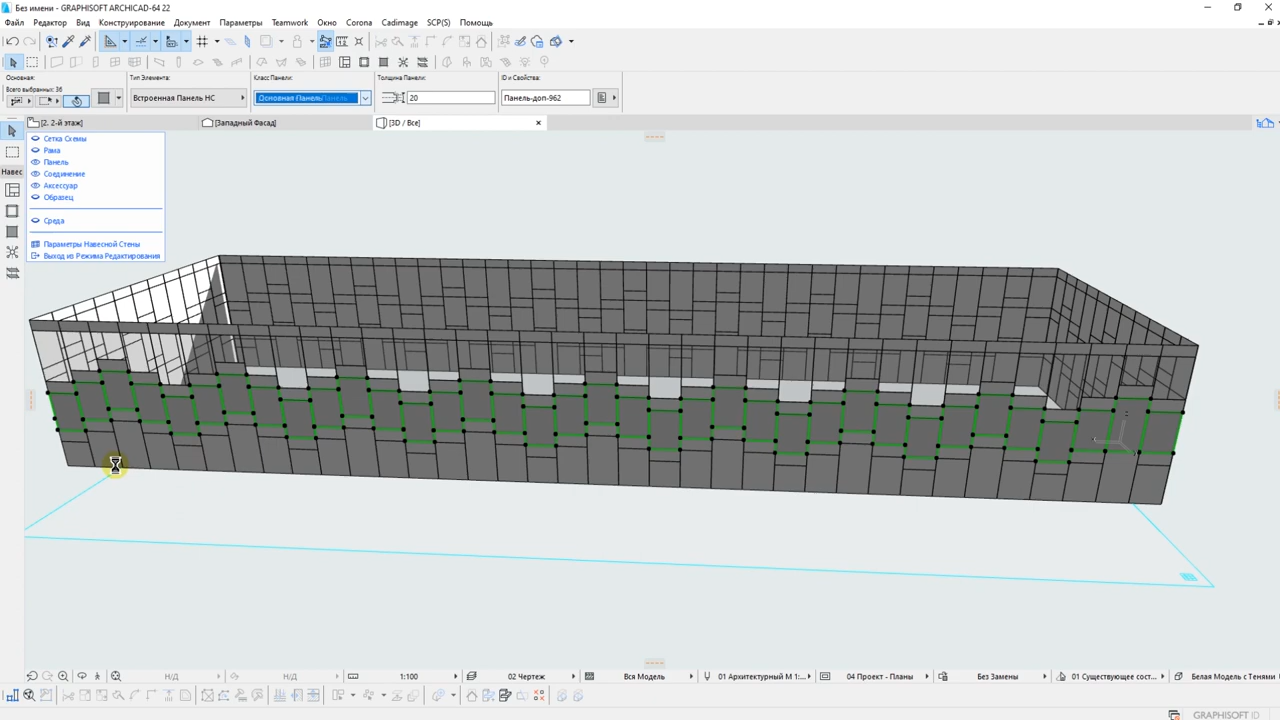 Без имени - GRAPHISOFT ARCHICAD-64 22
Файл Редактор Вид Конструирование Документ Параметры Teamwork Окно Corona Cadimage SCP(S) Помощь
Основная: Тип Элемента: Класс Панели: Толщина Панели: ID и Свойства:
Всего выбранных: 36
Встроенная Панель НС
Основная Панель
20
Панель-доп-962
[2. 2-й этаж]
[Западный Фасад]
[3D / Все]
Навес
Сетка Схемы
Рама
Панель
Соединение
Аксессуар
Образец
Среда
Параметры Навесной Стены
Выход из Режима Редактирования
Н/Д
Н/Д
1:100
02 Чертеж
Вся Модель
01 Архитектурный М 1:...
04 Проект - Планы
Без Замены
01 Существующее сост...
Белая Модель с Тенями
GRAPHISOFT ID